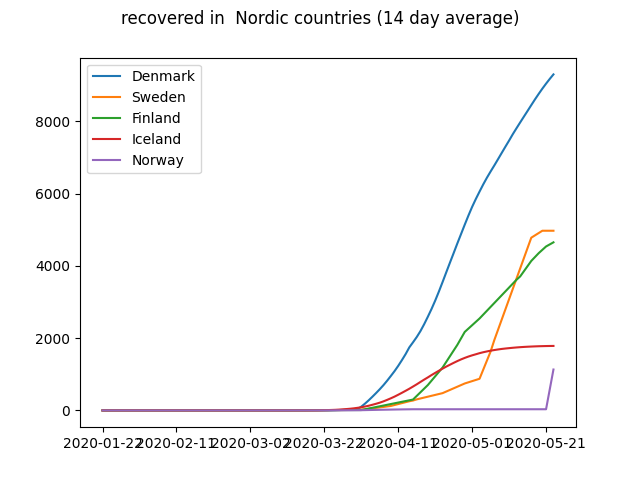 recovered in  Nordic countries (14 day average)
Denmark
Sweden
Finland
Iceland
Norway
8000
6000
4000
2000
0
2020-01-22 2020-02-11 2020-03-02 2020-03-22 2020-04-11 2020-05-01 2020-05-21